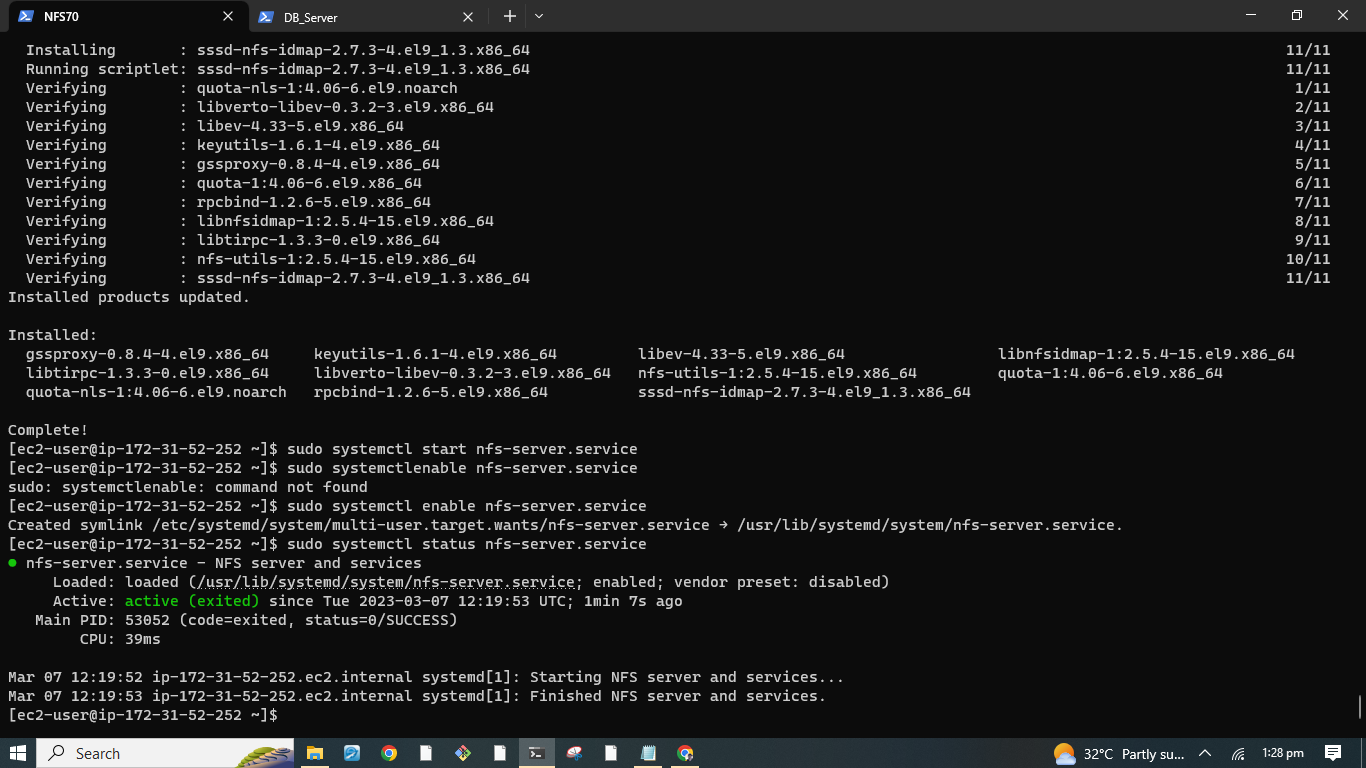 NFS70
DB_Server
Installing : sssd-nfs-idmap-2.7.3-4.el9_1.3.x86_64 11/11
Running scriptlet: sssd-nfs-idmap-2.7.3-4.el9_1.3.x86_64 11/11
Verifying : quota-nls-1:4.06-6.el9.noarch 1/11
Verifying : libverto-libev-0.3.2-3.el9.x86_64 2/11
Verifying : libev-4.33-5.el9.x86_64 3/11
Verifying : keyutils-1.6.1-4.el9.x86_64 4/11
Verifying : gssproxy-0.8.4-4.el9.x86_64 5/11
Verifying : quota-1:4.06-6.el9.x86_64 6/11
Verifying : rpcbind-1.2.6-5.el9.x86_64 7/11
Verifying : libnfsidmap-1:2.5.4-15.el9.x86_64 8/11
Verifying : libtirpc-1.3.3-0.el9.x86_64 9/11
Verifying : nfs-utils-1:2.5.4-15.el9.x86_64 10/11
Verifying : sssd-nfs-idmap-2.7.3-4.el9_1.3.x86_64 11/11
Installed products updated.
Installed:
gssproxy-0.8.4-4.el9.x86_64 keyutils-1.6.1-4.el9.x86_64 libev-4.33-5.el9.x86_64 libnfsidmap-1:2.5.4-15.el9.x86_64
libtirpc-1.3.3-0.el9.x86_64 libverto-libev-0.3.2-3.el9.x86_64 nfs-utils-1:2.5.4-15.el9.x86_64 quota-1:4.06-6.el9.x86_64
quota-nls-1:4.06-6.el9.noarch rpcbind-1.2.6-5.el9.x86_64 sssd-nfs-idmap-2.7.3-4.el9_1.3.x86_64
Complete!
[ec2-user@ip-172-31-52-252 ~]$ sudo systemctl start nfs-server.service
[ec2-user@ip-172-31-52-252 ~]$ sudo systemctlenable nfs-server.service
sudo: systemctlenable: command not found
[ec2-user@ip-172-31-52-252 ~]$ sudo systemctl enable nfs-server.service
Created symlink /etc/systemd/system/multi-user.target.wants/nfs-server.service → /usr/lib/systemd/system/nfs-server.service.
[ec2-user@ip-172-31-52-252 ~]$ sudo systemctl status nfs-server.service
● nfs-server.service - NFS server and services
Loaded: loaded (/usr/lib/systemd/system/nfs-server.service; enabled; vendor preset: disabled)
Active: active (exited) since Tue 2023-03-07 12:19:53 UTC; 1min 7s ago
Main PID: 53052 (code=exited, status=0/SUCCESS)
CPU: 39ms
Mar 07 12:19:52 ip-172-31-52-252.ec2.internal systemd[1]: Starting NFS server and services...
Mar 07 12:19:53 ip-172-31-52-252.ec2.internal systemd[1]: Finished NFS server and services.
[ec2-user@ip-172-31-52-252 ~]$
Search
32°C Partly su...
1:28 pm